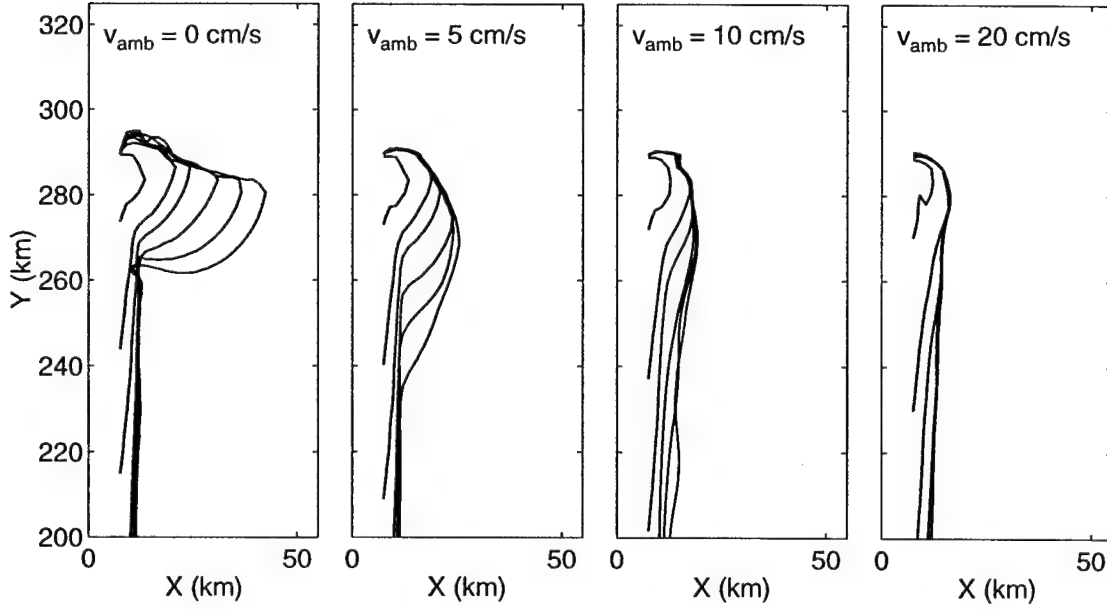 v_amb = 0 cm/s
v_amb = 5 cm/s
v_amb = 10 cm/s
v_amb = 20 cm/s
320
300
280
260
240
220
200
Y (km)
0
50
0
50
0
50
0
50
X (km)
X (km)
X (km)
X (km)